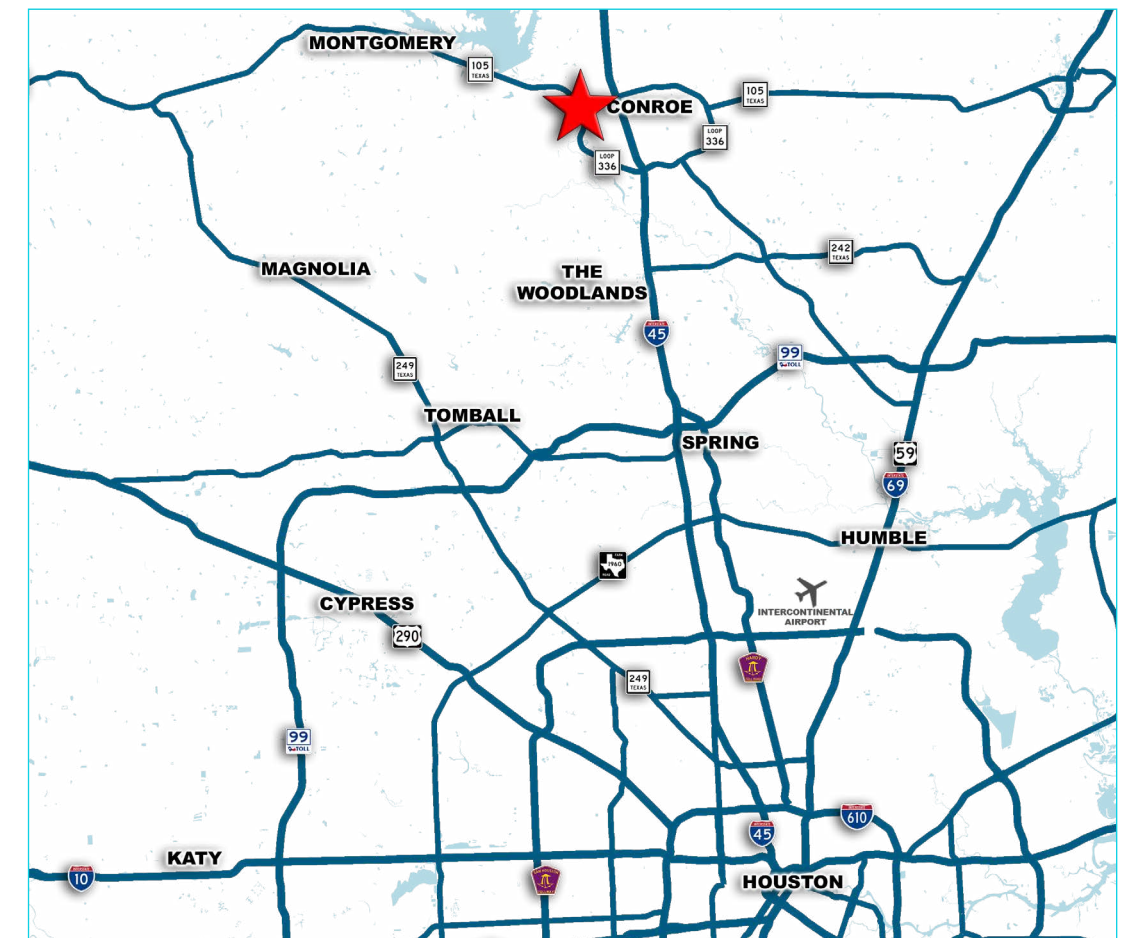 MONTGOMERY
105
TEXAS
105
TEXAS
CONROE
LOOP
336
LOOP
336
242
TEXAS
MAGNOLIA
THE
WOODLANDS
45
99
TOLL
249
TEXAS
TOMBALL
SPRING
59
69
HUMBLE
1960
INTERCONTINENTAL
AIRPORT
CYPRESS
290
HARDY
249
TEXAS
99
TOLL
610
45
KATY
10
HOUSTON